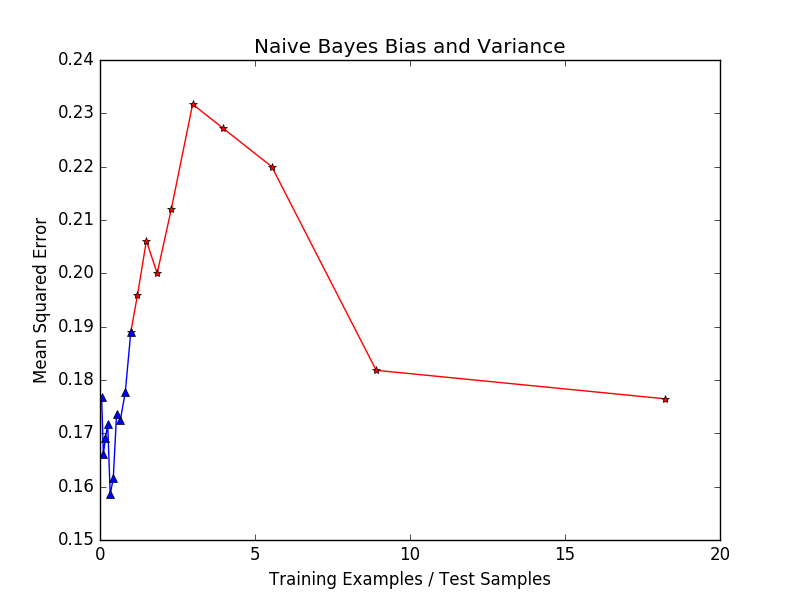 Naive Bayes Bias and Variance
0.24
0.23
0.22
0.21
0.20
0.19
0.18
0.17
0.16
0.15
Mean Squared Error
0 5 10 15 20
Training Examples / Test Samples